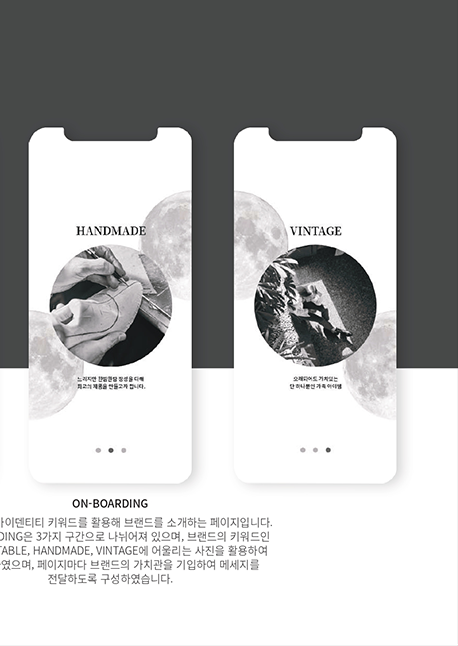 HANDMADE
VINTAGE
느리지만 한땀한땀 정성을 다해
최고의 제품을 만들고자 합니다.
오래되어도 가치있는
단 하나뿐인 가죽 아이템
ON-BOARDING
아이덴티티 키워드를 활용해 브랜드를 소개하는 페이지입니다.
DING은 3가지 구간으로 나뉘어져 있으며, 브랜드의 키워드인
TABLE, HANDMADE, VINTAGE에 어울리는 사진을 활용하여
였으며, 페이지마다 브랜드의 가치관을 기입하여 메세지를
전달하도록 구성하였습니다.